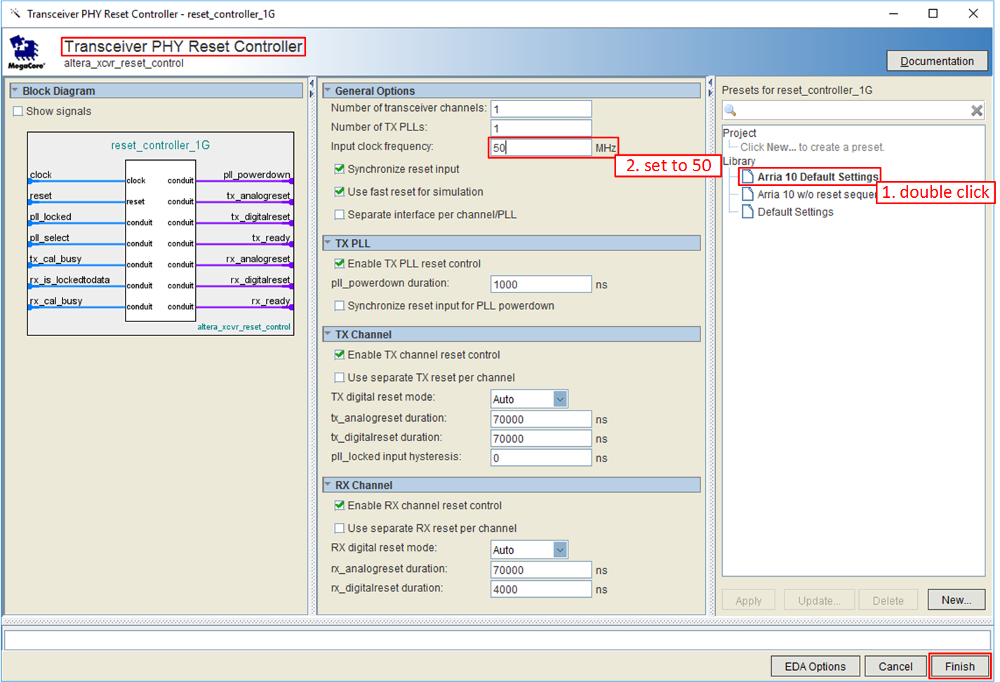 Transceiver PHY Reset Controller - reset_controller_1G
Transceiver PHY Reset Controller
altera_xcvr_reset_control
MegaCore®
Documentation
Block Diagram
Show signals
reset_controller_1G
clock
reset
pll_locked
pll_select
tx_cal_busy
rx_is_lockedtodata
rx_cal_busy
clock conduit
reset conduit
conduit conduit
conduit conduit
conduit conduit
conduit conduit
conduit conduit
pll_powerdown
tx_analogreset
tx_digitalreset
tx_ready
rx_analogreset
rx_digitalreset
rx_ready
altera_xcvr_reset_control
General Options
Number of transceiver channels: 1
Number of TX PLLs: 1
Input clock frequency: 50 MHz
2. set to 50
Synchronize reset input
Use fast reset for simulation
Separate interface per channel/PLL
TX PLL
Enable TX PLL reset control
pll_powerdown duration: 1000 ns
Synchronize reset input for PLL powerdown
TX Channel
Enable TX channel reset control
Use separate TX reset per channel
TX digital reset mode: Auto
tx_analogreset duration: 70000 ns
tx_digitalreset duration: 70000 ns
pll_locked input hysteresis: 0 ns
RX Channel
Enable RX channel reset control
Use separate RX reset per channel
RX digital reset mode: Auto
rx_analogreset duration: 70000 ns
rx_digitalreset duration: 4000 ns
Presets for reset_controller_1G
Project
Click New... to create a preset.
Library
Arria 10 Default Settings
1. double click
Arria 10 w/o reset seque
Default Settings
Apply Update... Delete New...
EDA Options Cancel Finish